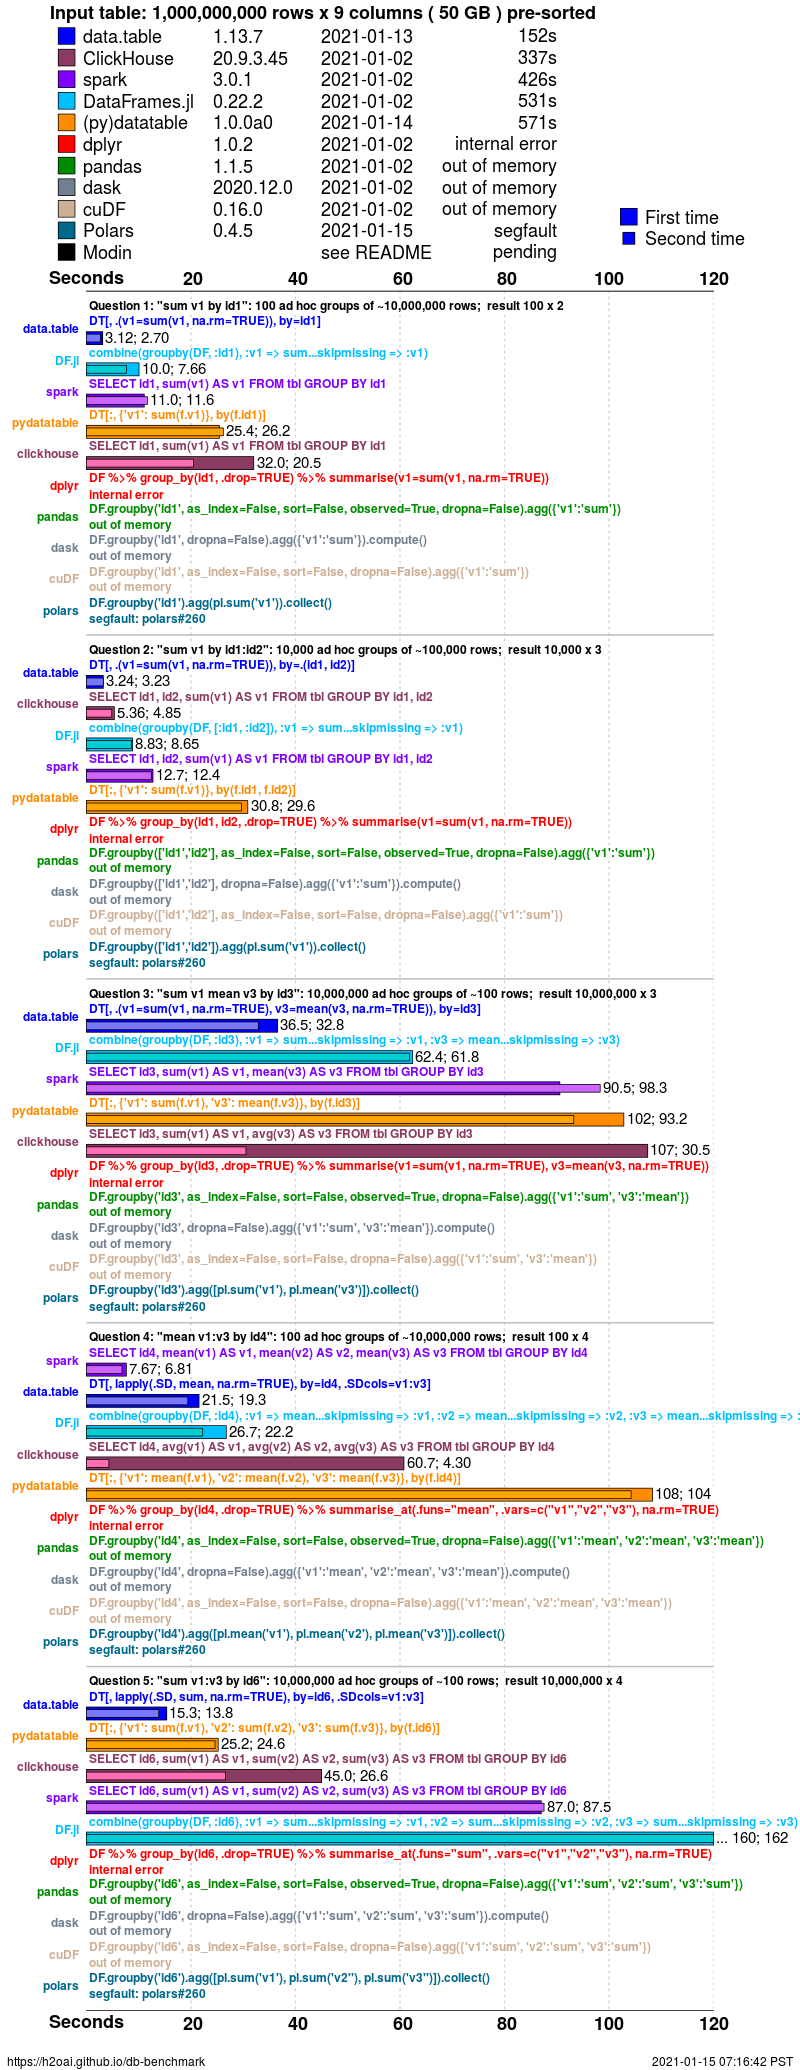 Input table: 1,000,000,000 rows x 9 columns ( 50 GB ) pre-sorted
data.table 1.13.7 2021-01-13 152s
ClickHouse 20.9.3.45 2021-01-02 337s
spark 3.0.1 2021-01-02 426s
DataFrames.jl 0.22.2 2021-01-02 531s
(py)datatable 1.0.0a0 2021-01-14 571s
dplyr 1.0.2 2021-01-02 internal error
pandas 1.1.5 2021-01-02 out of memory
dask 2020.12.0 2021-01-02 out of memory
cuDF 0.16.0 2021-01-02 out of memory
Polars 0.4.5 2021-01-15 segfault
Modin see README pending
First time
Second time
Seconds 20 40 60 80 100 120
Question 1: "sum v1 by id1": 100 ad hoc groups of ~10,000,000 rows; result 100 x 2
DT[, .(v1=sum(v1, na.rm=TRUE)), by=id1]
data.table 3.12; 2.70
combine(groupby(DF, :id1), :v1 => sum...skipmissing => :v1)
DF.jl 10.0; 7.66
SELECT id1, sum(v1) AS v1 FROM tbl GROUP BY id1
spark 11.0; 11.6
DT[:, {'v1': sum(f.v1)}, by(f.id1)]
pydatatable 25.4; 26.2
SELECT id1, sum(v1) AS v1 FROM tbl GROUP BY id1
clickhouse 32.0; 20.5
DF %>% group_by(id1, .drop=TRUE) %>% summarise(v1=sum(v1, na.rm=TRUE))
dplyr internal error
DF.groupby('id1', as_index=False, sort=False, observed=True, dropna=False).agg({'v1':'sum'})
pandas out of memory
DF.groupby('id1', dropna=False).agg({'v1':'sum'}).compute()
dask out of memory
DF.groupby('id1', as_index=False, sort=False, dropna=False).agg({'v1':'sum'})
cuDF out of memory
DF.groupby('id1').agg(pl.sum('v1')).collect()
polars segfault: polars#260
Question 2: "sum v1 by id1:id2": 10,000 ad hoc groups of ~100,000 rows; result 10,000 x 3
DT[, .(v1=sum(v1, na.rm=TRUE)), by=.(id1, id2)]
data.table 3.24; 3.23
SELECT id1, id2, sum(v1) AS v1 FROM tbl GROUP BY id1, id2
clickhouse 5.36; 4.85
combine(groupby(DF, [:id1, :id2]), :v1 => sum...skipmissing => :v1)
DF.jl 8.83; 8.65
SELECT id1, id2, sum(v1) AS v1 FROM tbl GROUP BY id1, id2
spark 12.7; 12.4
DT[:, {'v1': sum(f.v1)}, by(f.id1, f.id2)]
pydatatable 30.8; 29.6
DF %>% group_by(id1, id2, .drop=TRUE) %>% summarise(v1=sum(v1, na.rm=TRUE))
dplyr internal error
DF.groupby(['id1','id2'], as_index=False, sort=False, observed=True, dropna=False).agg({'v1':'sum'})
pandas out of memory
DF.groupby(['id1','id2'], dropna=False).agg({'v1':'sum'}).compute()
dask out of memory
DF.groupby(['id1','id2'], as_index=False, sort=False, dropna=False).agg({'v1':'sum'})
cuDF out of memory
DF.groupby(['id1','id2']).agg(pl.sum('v1')).collect()
polars segfault: polars#260
Question 3: "sum v1 mean v3 by id3": 10,000,000 ad hoc groups of ~100 rows; result 10,000,000 x 3
DT[, .(v1=sum(v1, na.rm=TRUE), v3=mean(v3, na.rm=TRUE)), by=id3]
data.table 36.5; 32.8
combine(groupby(DF, :id3), :v1 => sum...skipmissing => :v1, :v3 => mean...skipmissing => :v3)
DF.jl 62.4; 61.8
SELECT id3, sum(v1) AS v1, mean(v3) AS v3 FROM tbl GROUP BY id3
spark 90.5; 98.3
DT[:, {'v1': sum(f.v1), 'v3': mean(f.v3)}, by(f.id3)]
pydatatable 102; 93.2
SELECT id3, sum(v1) AS v1, avg(v3) AS v3 FROM tbl GROUP BY id3
clickhouse 107; 30.5
DF %>% group_by(id3, .drop=TRUE) %>% summarise(v1=sum(v1, na.rm=TRUE), v3=mean(v3, na.rm=TRUE))
dplyr internal error
DF.groupby('id3', as_index=False, sort=False, observed=True, dropna=False).agg({'v1':'sum', 'v3':'mean'})
pandas out of memory
DF.groupby('id3', dropna=False).agg({'v1':'sum', 'v3':'mean'}).compute()
dask out of memory
DF.groupby('id3', as_index=False, sort=False, dropna=False).agg({'v1':'sum', 'v3':'mean'})
cuDF out of memory
DF.groupby('id3').agg([pl.sum('v1'), pl.mean('v3')]).collect()
polars segfault: polars#260
Question 4: "mean v1:v3 by id4": 100 ad hoc groups of ~10,000,000 rows; result 100 x 4
SELECT id4, mean(v1) AS v1, mean(v2) AS v2, mean(v3) AS v3 FROM tbl GROUP BY id4
spark 7.67; 6.81
DT[, lapply(.SD, mean, na.rm=TRUE), by=id4, .SDcols=v1:v3]
data.table 21.5; 19.3
combine(groupby(DF, :id4), :v1 => mean...skipmissing => :v1, :v2 => mean...skipmissing => :v2, :v3 => mean...skipmissing => :
DF.jl 26.7; 22.2
SELECT id4, avg(v1) AS v1, avg(v2) AS v2, avg(v3) AS v3 FROM tbl GROUP BY id4
clickhouse 60.7; 4.30
DT[:, {'v1': mean(f.v1), 'v2': mean(f.v2), 'v3': mean(f.v3)}, by(f.id4)]
pydatatable 108; 104
DF %>% group_by(id4, .drop=TRUE) %>% summarise_at(.funs="mean", .vars=c("v1","v2","v3"), na.rm=TRUE)
dplyr internal error
DF.groupby('id4', as_index=False, sort=False, observed=True, dropna=False).agg({'v1':'mean', 'v2':'mean', 'v3':'mean'})
pandas out of memory
DF.groupby('id4', dropna=False).agg({'v1':'mean', 'v2':'mean', 'v3':'mean'}).compute()
dask out of memory
DF.groupby('id4', as_index=False, sort=False, dropna=False).agg({'v1':'mean', 'v2':'mean', 'v3':'mean'})
cuDF out of memory
DF.groupby('id4').agg([pl.mean('v1'), pl.mean('v2'), pl.mean('v3')]).collect()
polars segfault: polars#260
Question 5: "sum v1:v3 by id6": 10,000,000 ad hoc groups of ~100 rows; result 10,000,000 x 4
DT[, lapply(.SD, sum, na.rm=TRUE), by=id6, .SDcols=v1:v3]
data.table 15.3; 13.8
DT[:, {'v1': sum(f.v1), 'v2': sum(f.v2), 'v3': sum(f.v3)}, by(f.id6)]
pydatatable 25.2; 24.6
SELECT id6, sum(v1) AS v1, sum(v2) AS v2, sum(v3) AS v3 FROM tbl GROUP BY id6
clickhouse 45.0; 26.6
SELECT id6, sum(v1) AS v1, sum(v2) AS v2, sum(v3) AS v3 FROM tbl GROUP BY id6
spark 87.0; 87.5
combine(groupby(DF, :id6), :v1 => sum...skipmissing => :v1, :v2 => sum...skipmissing => :v2, :v3 => sum...skipmissing => :v3)
DF.jl ... 160; 162
DF %>% group_by(id6, .drop=TRUE) %>% summarise_at(.funs="sum", .vars=c("v1","v2","v3"), na.rm=TRUE)
dplyr internal error
DF.groupby('id6', as_index=False, sort=False, observed=True, dropna=False).agg({'v1':'sum', 'v2':'sum', 'v3':'sum'})
pandas out of memory
DF.groupby('id6', dropna=False).agg({'v1':'sum', 'v2':'sum', 'v3':'sum'}).compute()
dask out of memory
DF.groupby('id6', as_index=False, sort=False, dropna=False).agg({'v1':'sum', 'v2':'sum', 'v3':'sum'})
cuDF out of memory
DF.groupby('id6').agg([pl.sum('v1'), pl.sum('v2"), pl.sum('v3")]).collect()
polars segfault: polars#260
Seconds 20 40 60 80 100 120
https://h2oai.github.io/db-benchmark 2021-01-15 07:16:42 PST